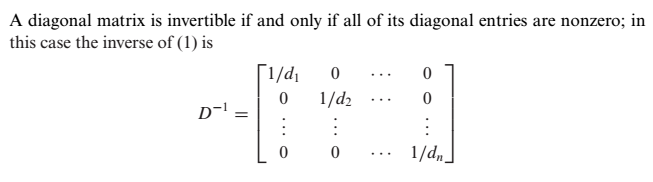 A diagonal matrix is invertible if and only if all of its diagonal entries are nonzero; in
this case the inverse of (1) is
D⁻¹ = [ 1/d₁ 0 ⋯ 0
0 1/d₂ ⋯ 0
⋮ ⋮ ⋮
0 0 ⋯ 1/dₙ ]